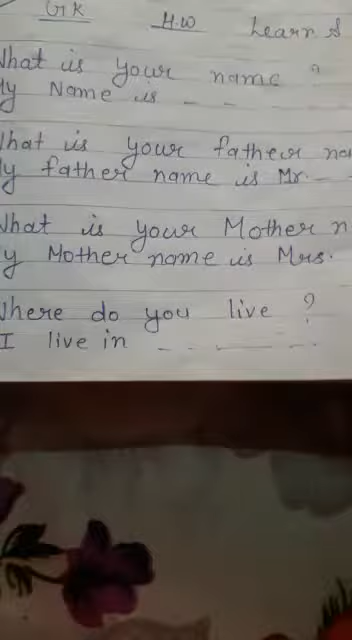 GK H.W Learn
What is your name ?
My Name is - -
What is your father
My father name is Mr. - -
What is your Mother
My Mother name is Mrs.
Where do you live ?
I live in - - - -